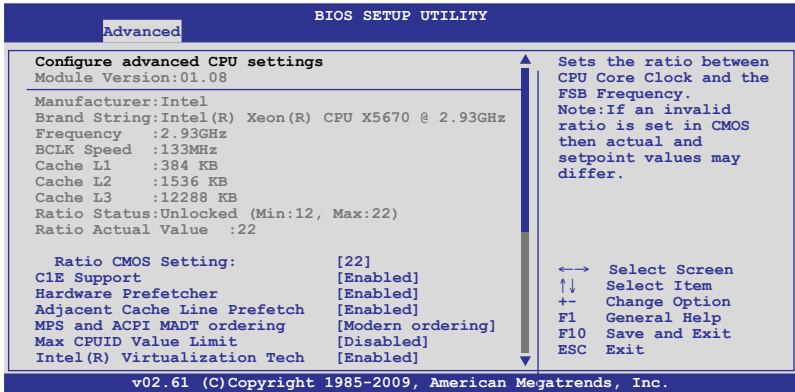 BIOS SETUP UTILITY
Advanced
Configure advanced CPU settings
Module Version:01.08
Manufacturer:Intel
Brand String:Intel(R) Xeon(R) CPU X5670 @ 2.93GHz
Frequency :2.93GHz
BCLK Speed :133MHz
Cache L1 :384 KB
Cache L2 :1536 KB
Cache L3 :12288 KB
Ratio Status:Unlocked (Min:12, Max:22)
Ratio Actual Value :22
Ratio CMOS Setting: [22]
C1E Support [Enabled]
Hardware Prefetcher [Enabled]
Adjacent Cache Line Prefetch [Enabled]
MPS and ACPI MADT ordering [Modern ordering]
Max CPUID Value Limit [Disabled]
Intel(R) Virtualization Tech [Enabled]
Sets the ratio between
CPU Core Clock and the
FSB Frequency.
Note:If an invalid
ratio is set in CMOS
then actual and
setpoint values may
differ.
←→ Select Screen
↑↓ Select Item
+- Change Option
F1 General Help
F10 Save and Exit
ESC Exit
v02.61 (C)Copyright 1985-2009, American Megatrends, Inc.